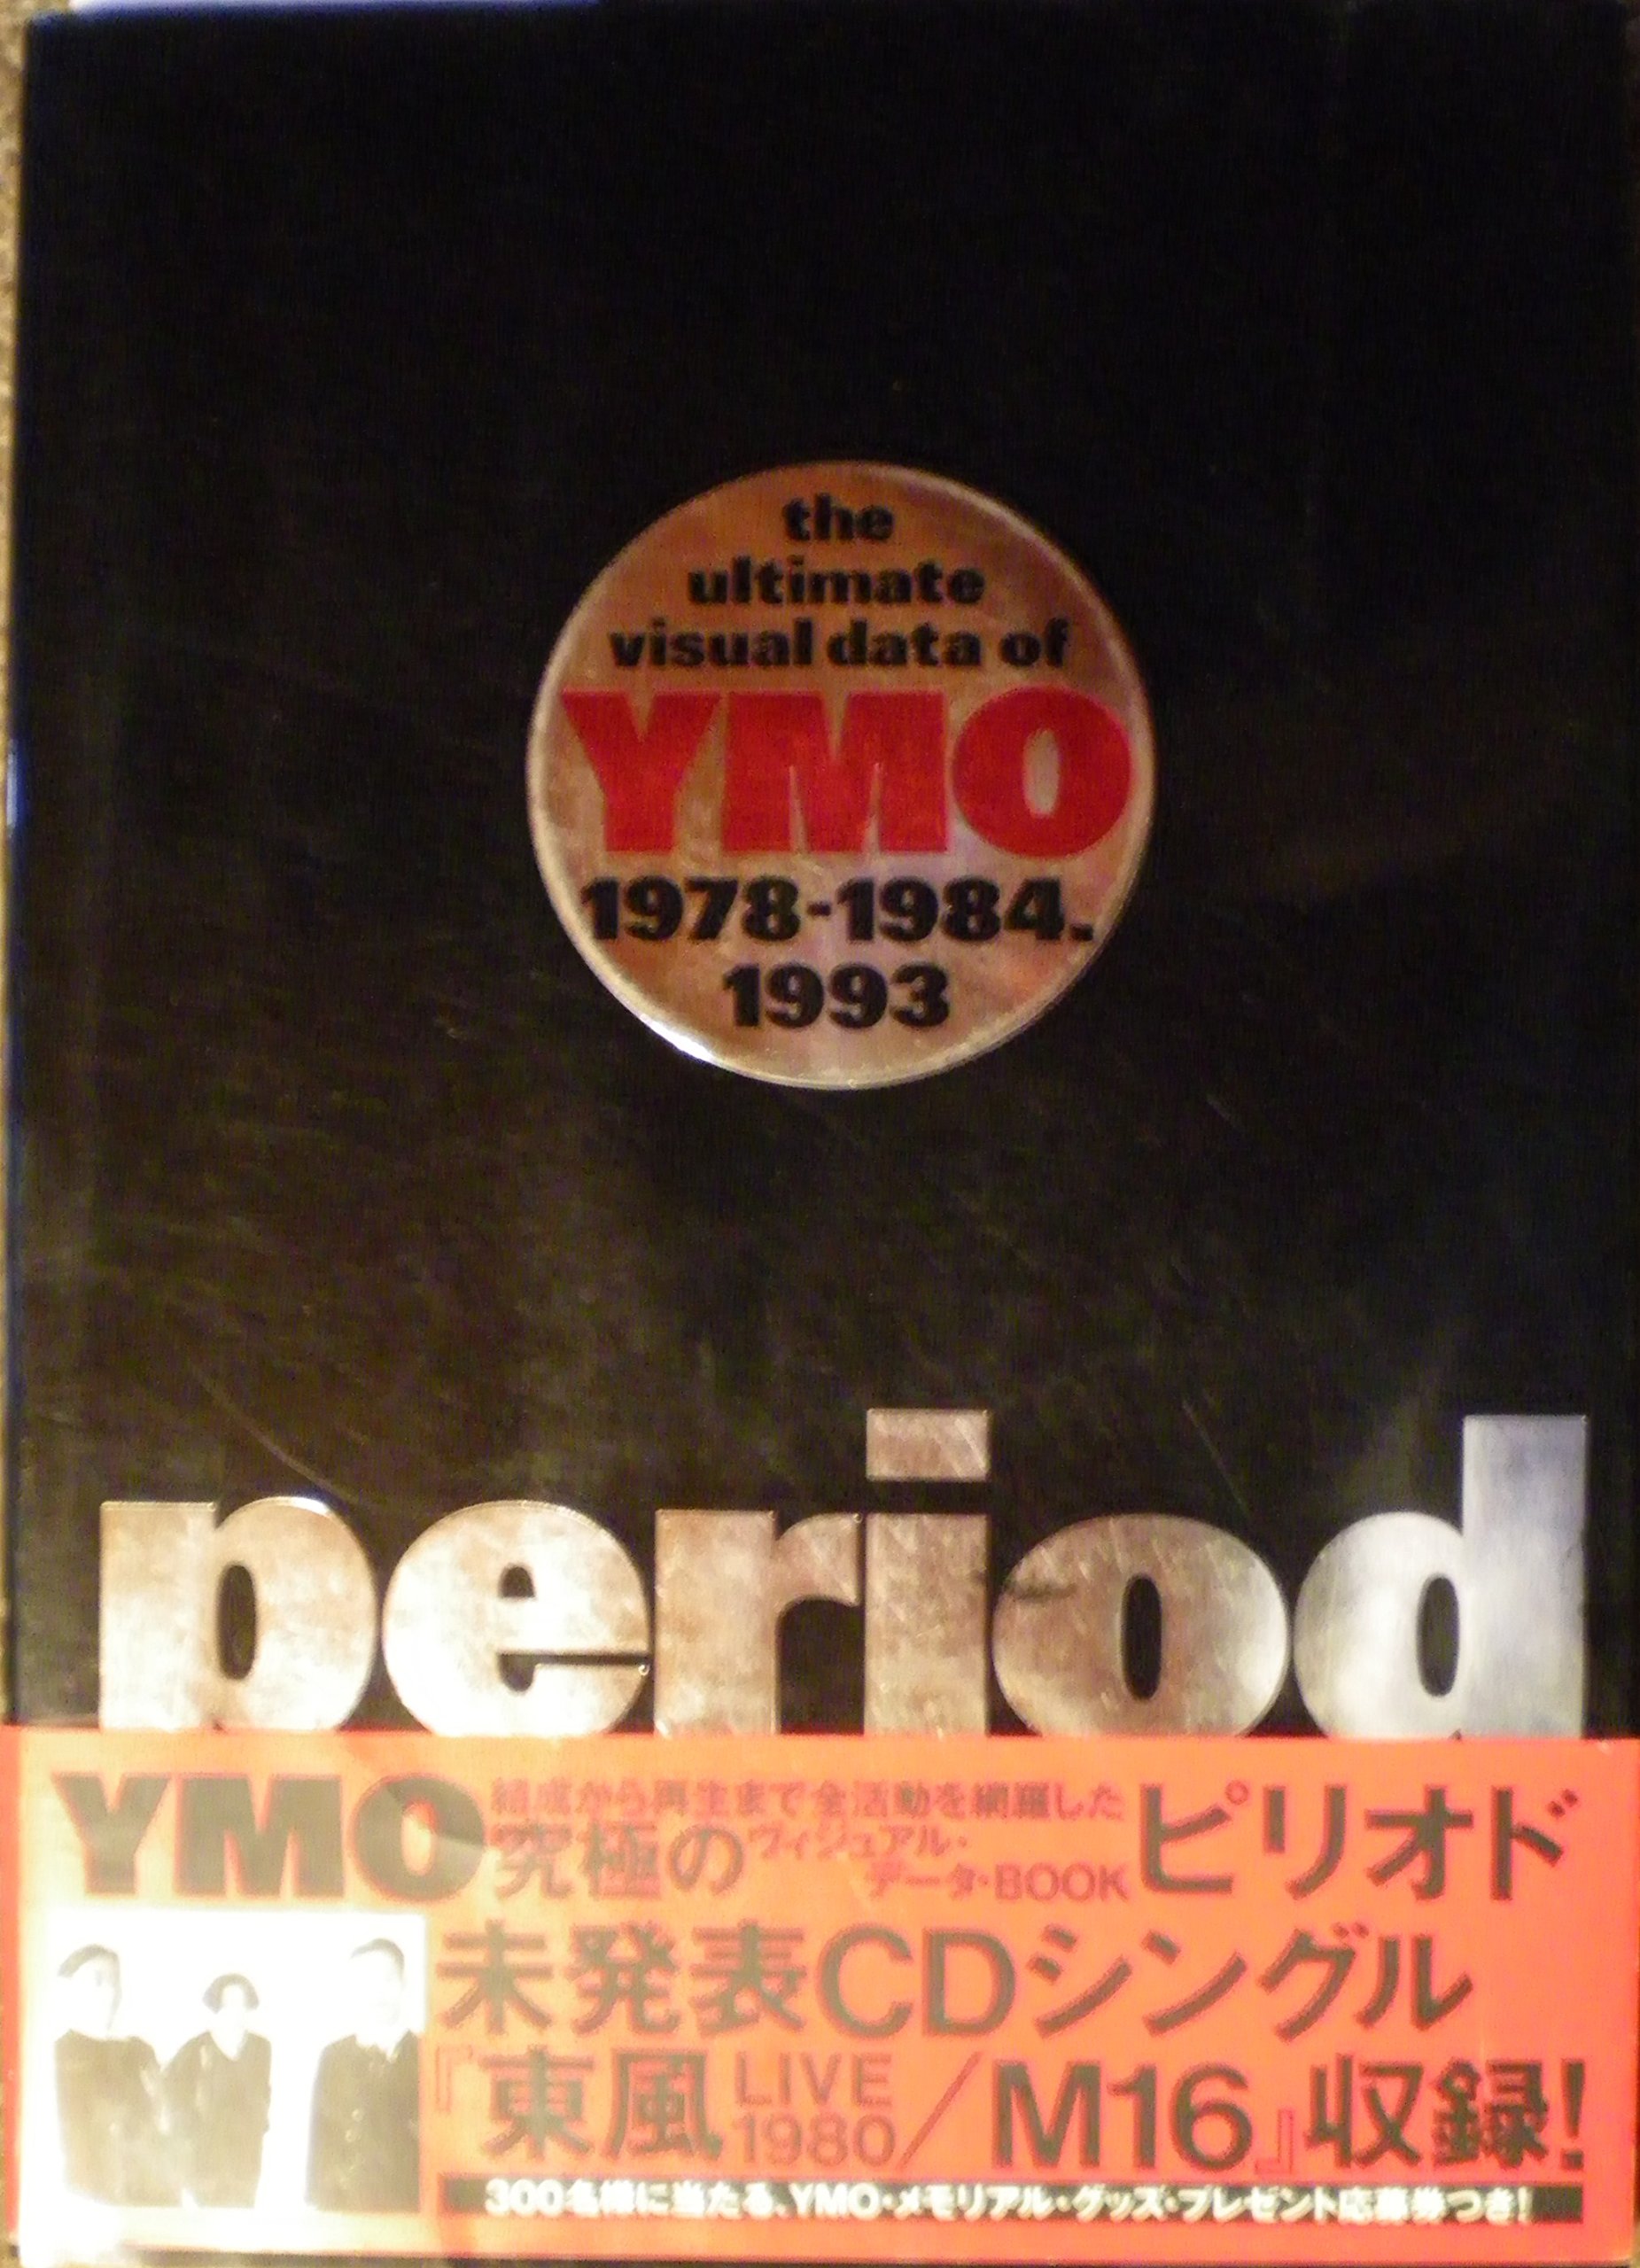 the
ultimate
visual data of
YMO
1978-1984.
1993
period
YMO
結成から再生まで全活動を網羅した
究極のヴィジュアル・
データ・BOOK
ピリオド
未発表CDシングル
『東風LIVE 1980/M16』収録!
300名様に当たる、YMO・メモリアル・グッズ・プレゼント応募券つき!